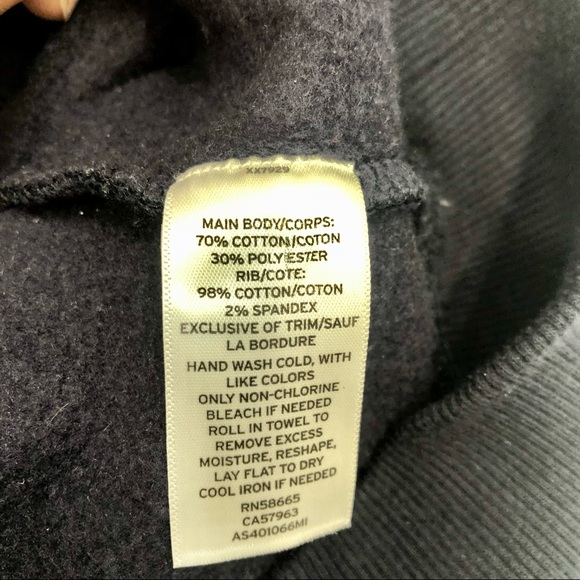 XX7929
MAIN BODY/CORPS:
70% COTTON/COTON
30% POLYESTER
RIB/COTE:
98% COTTON/COTON
2% SPANDEX
EXCLUSIVE OF TRIM/SAUF
LA BORDURE
HAND WASH COLD, WITH
LIKE COLORS
ONLY NON-CHLORINE
BLEACH IF NEEDED
ROLL IN TOWEL TO
REMOVE EXCESS
MOISTURE, RESHAPE,
LAY FLAT TO DRY
COOL IRON IF NEEDED
RN58665
CA57963
AS401066MI